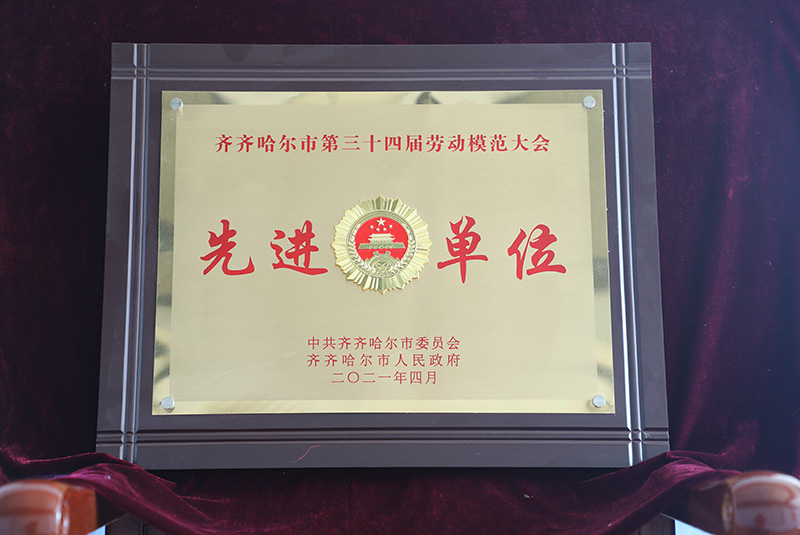 齐齐哈尔市第三十四届劳动模范大会
先进单位
中共齐齐哈尔市委员会
齐齐哈尔市人民政府
二〇二一年四月